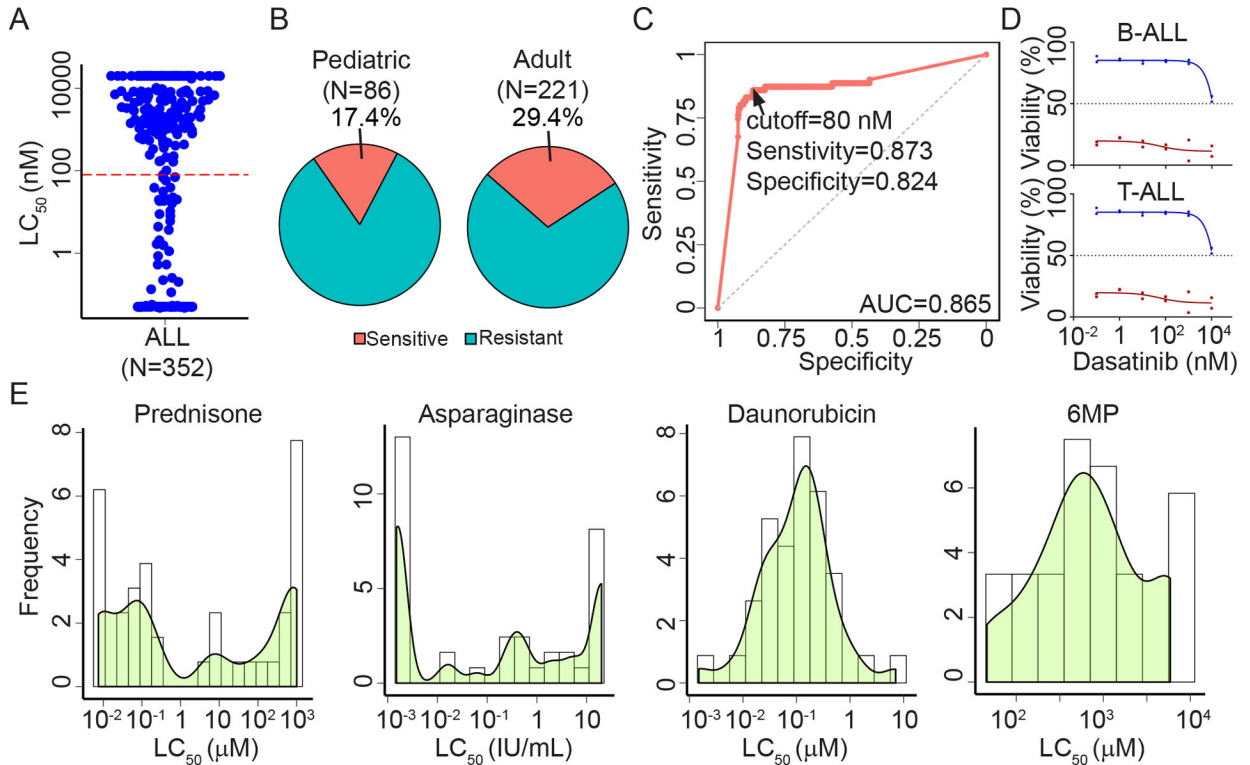 A
LC50 (nM)
10000
100
1
ALL
(N=352)
B
Pediatric
(N=86)
17.4%
Adult
(N=221)
29.4%
Sensitive
Resistant
C
Sensitivity
1
0.75
0.5
0.25
0
cutoff=80 nM
Senstivity=0.873
Specificity=0.824
AUC=0.865
1
0.75
0.5
0.25
0
Specificity
D
B-ALL
Viability (%)
100
50
0
T-ALL
Viability (%)
100
50
0
10⁻² 1 10² 10⁴
Dasatinib (nM)
E
Prednisone
Frequency
8
6
4
2
0
10⁻² 10⁻¹ 1 10 10² 10³
LC50 (μM)
Asparaginase
10
5
0
10⁻³ 10⁻² 10⁻¹ 1 10
LC50 (IU/mL)
Daunorubicin
8
6
4
2
0
10⁻³ 10⁻² 10⁻¹ 1 10
LC50 (μM)
6MP
6
4
2
0
10² 10³ 10⁴
LC50 (μM)